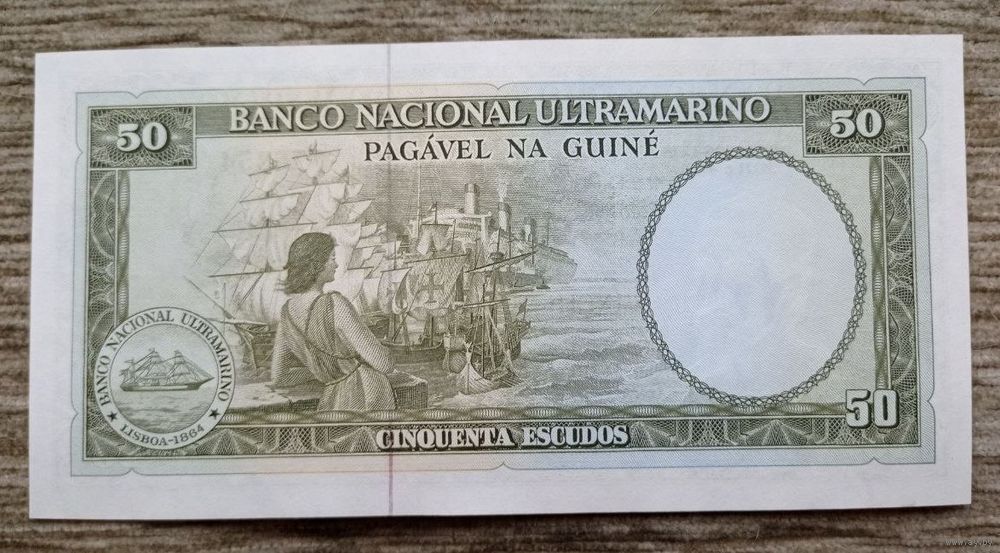 50
BANCO NACIONAL ULTRAMARINO
50
PAGÁVEL NA GUINÉ
BANCO NACIONAL ULTRAMARINO
LISBOA-1864
50
CINQUENTA ESCUDOS